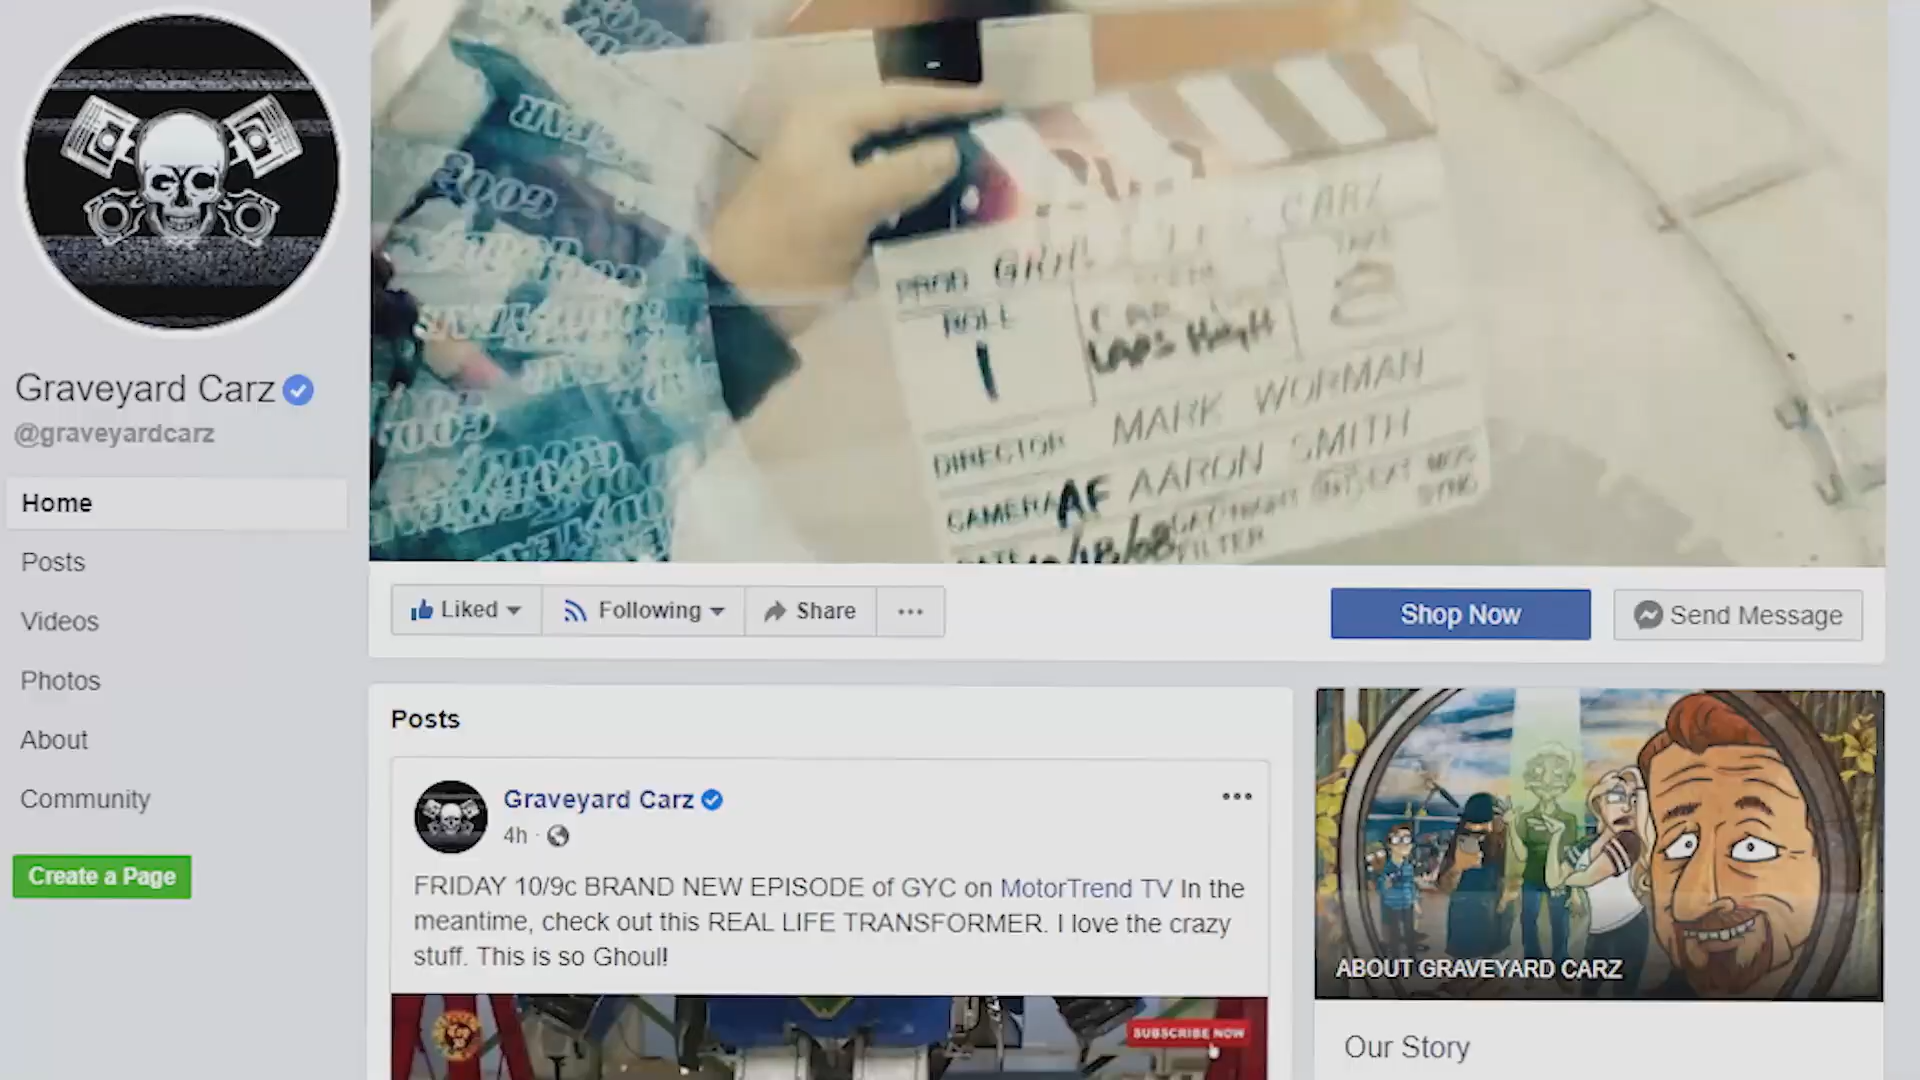 GYC
Graveyard Carz
@graveyardcarz
Home
Posts
Videos
Photos
About
Community
Create a Page
CARZ
PROD
ROLL
1
DIRECTOR MARK WORMAN
CAMERA AF AARON SMITH
FILTER
Liked
Following
Share
Shop Now
Send Message
Posts
Graveyard Carz
4h
FRIDAY 10/9c BRAND NEW EPISODE of GYC on MotorTrend TV In the
meantime, check out this REAL LIFE TRANSFORMER. I love the crazy
stuff. This is so Ghoul!
SUBSCRIBE NOW
ABOUT GRAVEYARD CARZ
Our Story